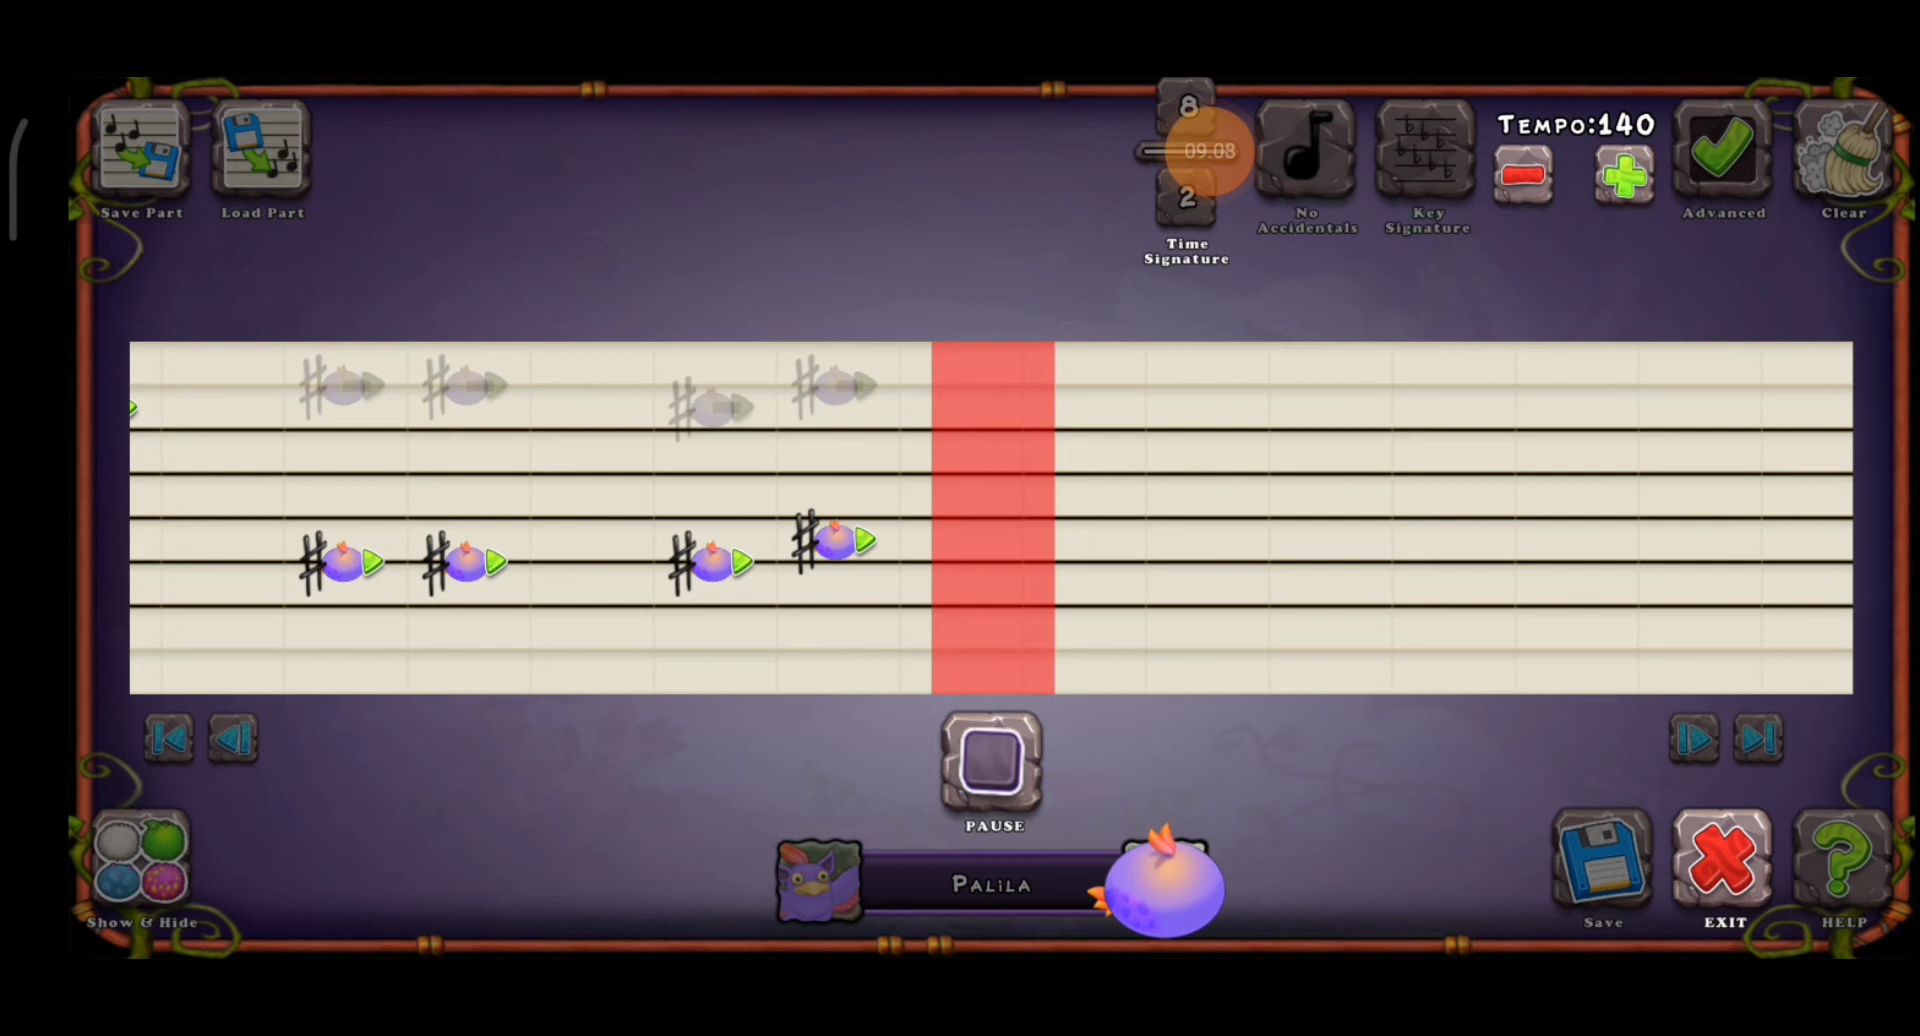 8
TEMPO:140
09.08
2
Save Part
Load Part
No
Accidentals
Key
Signature
Advanced
Clear
Time
Signature
PAUSE
PALILA
Show & Hide
Save
EXIT
HELP